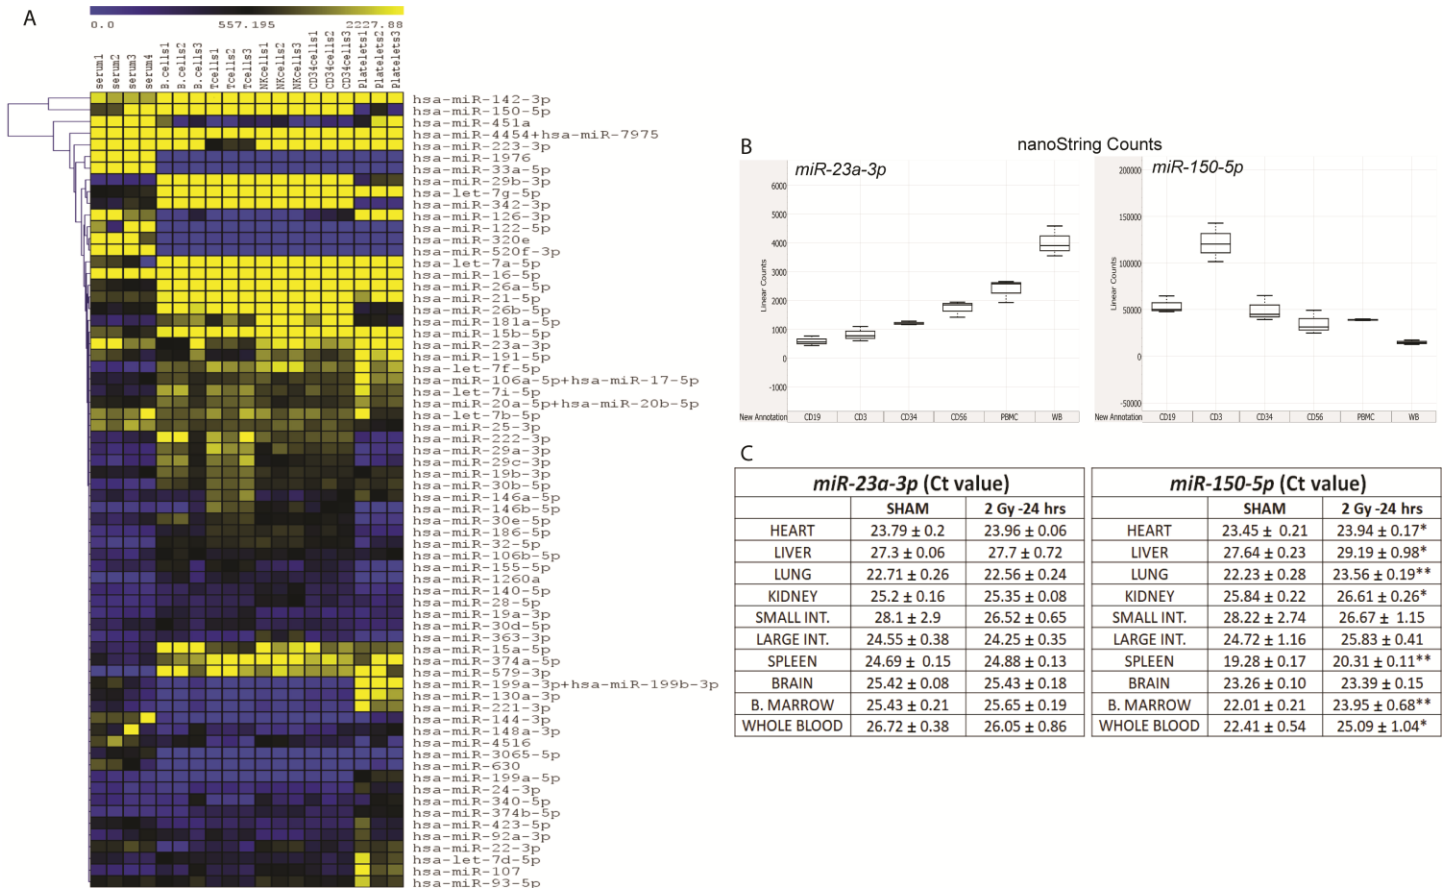 A
0.0 557.195 2227.88
serum1
serum2
serum3
serum4
B.cells1
B.cells2
B.cells3
Tcells1
Tcells2
Tcells3
NKcells1
NKcells2
NKcells3
CD34cells1
CD34cells2
CD34cells3
Platelets1
Platelets2
Platelets3
hsa-miR-142-3p
hsa-miR-150-5p
hsa-miR-451a
hsa-miR-4454+hsa-miR-7975
hsa-miR-223-3p
hsa-miR-1976
hsa-miR-33a-5p
hsa-miR-29b-3p
hsa-let-7g-5p
hsa-miR-342-3p
hsa-miR-126-3p
hsa-miR-122-5p
hsa-miR-320e
hsa-miR-520f-3p
hsa-let-7a-5p
hsa-miR-16-5p
hsa-miR-26a-5p
hsa-miR-21-5p
hsa-miR-26b-5p
hsa-miR-181a-5p
hsa-miR-15b-5p
hsa-miR-23a-3p
hsa-miR-191-5p
hsa-let-7f-5p
hsa-miR-106a-5p+hsa-miR-17-5p
hsa-let-7i-5p
hsa-miR-20a-5p+hsa-miR-20b-5p
hsa-let-7b-5p
hsa-miR-25-3p
hsa-miR-222-3p
hsa-miR-29a-3p
hsa-miR-29c-3p
hsa-miR-19b-3p
hsa-miR-30b-5p
hsa-miR-146a-5p
hsa-miR-146b-5p
hsa-miR-30e-5p
hsa-miR-186-5p
hsa-miR-32-5p
hsa-miR-106b-5p
hsa-miR-155-5p
hsa-miR-1260a
hsa-miR-140-5p
hsa-miR-28-5p
hsa-miR-19a-3p
hsa-miR-30d-5p
hsa-miR-363-3p
hsa-miR-15a-5p
hsa-miR-374a-5p
hsa-miR-579-3p
hsa-miR-199a-3p+hsa-miR-199b-3p
hsa-miR-130a-3p
hsa-miR-221-3p
hsa-miR-144-3p
hsa-miR-148a-3p
hsa-miR-4516
hsa-miR-3065-5p
hsa-miR-630
hsa-miR-199a-5p
hsa-miR-24-3p
hsa-miR-340-5p
hsa-miR-374b-5p
hsa-miR-423-5p
hsa-miR-92a-3p
hsa-miR-22-3p
hsa-let-7d-5p
hsa-miR-107
hsa-miR-93-5p
B
nanoString Counts
miR-23a-3p
Linear Counts
6000
5000
4000
3000
2000
1000
0
-1000
New Annotation CD19 CD3 CD34 CD56 PBMC WB
miR-150-5p
Linear Counts
200000
150000
100000
50000
0
-50000
New Annotation CD19 CD3 CD34 CD56 PBMC WB
C
miR-23a-3p (Ct value)
SHAM 2 Gy -24 hrs
HEART 23.79 ± 0.2 23.96 ± 0.06
LIVER 27.3 ± 0.06 27.7 ± 0.72
LUNG 22.71 ± 0.26 22.56 ± 0.24
KIDNEY 25.2 ± 0.16 25.35 ± 0.08
SMALL INT. 28.1 ± 2.9 26.52 ± 0.65
LARGE INT. 24.55 ± 0.38 24.25 ± 0.35
SPLEEN 24.69 ± 0.15 24.88 ± 0.13
BRAIN 25.42 ± 0.08 25.43 ± 0.18
B. MARROW 25.43 ± 0.21 25.65 ± 0.19
WHOLE BLOOD 26.72 ± 0.38 26.05 ± 0.86
miR-150-5p (Ct value)
SHAM 2 Gy -24 hrs
HEART 23.45 ± 0.21 23.94 ± 0.17*
LIVER 27.64 ± 0.23 29.19 ± 0.98*
LUNG 22.23 ± 0.28 23.56 ± 0.19**
KIDNEY 25.84 ± 0.22 26.61 ± 0.26*
SMALL INT. 28.22 ± 2.74 26.67 ± 1.15
LARGE INT. 24.72 ± 1.16 25.83 ± 0.41
SPLEEN 19.28 ± 0.17 20.31 ± 0.11**
BRAIN 23.26 ± 0.10 23.39 ± 0.15
B. MARROW 22.01 ± 0.21 23.95 ± 0.68**
WHOLE BLOOD 22.41 ± 0.54 25.09 ± 1.04*